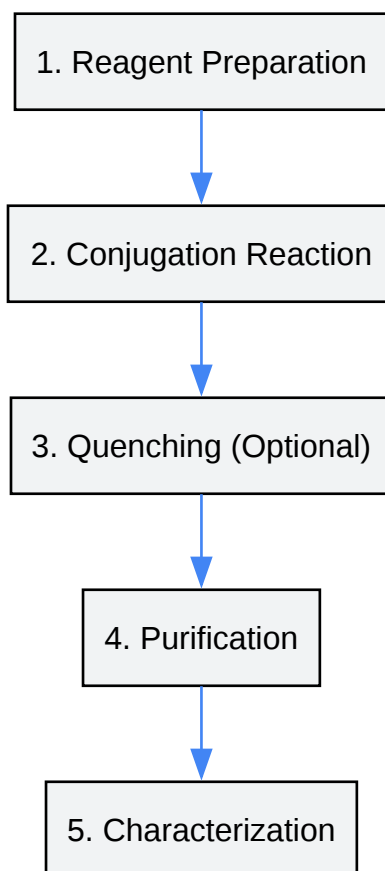 1. Reagent Preparation
2. Conjugation Reaction
3. Quenching (Optional)
4. Purification
5. Characterization